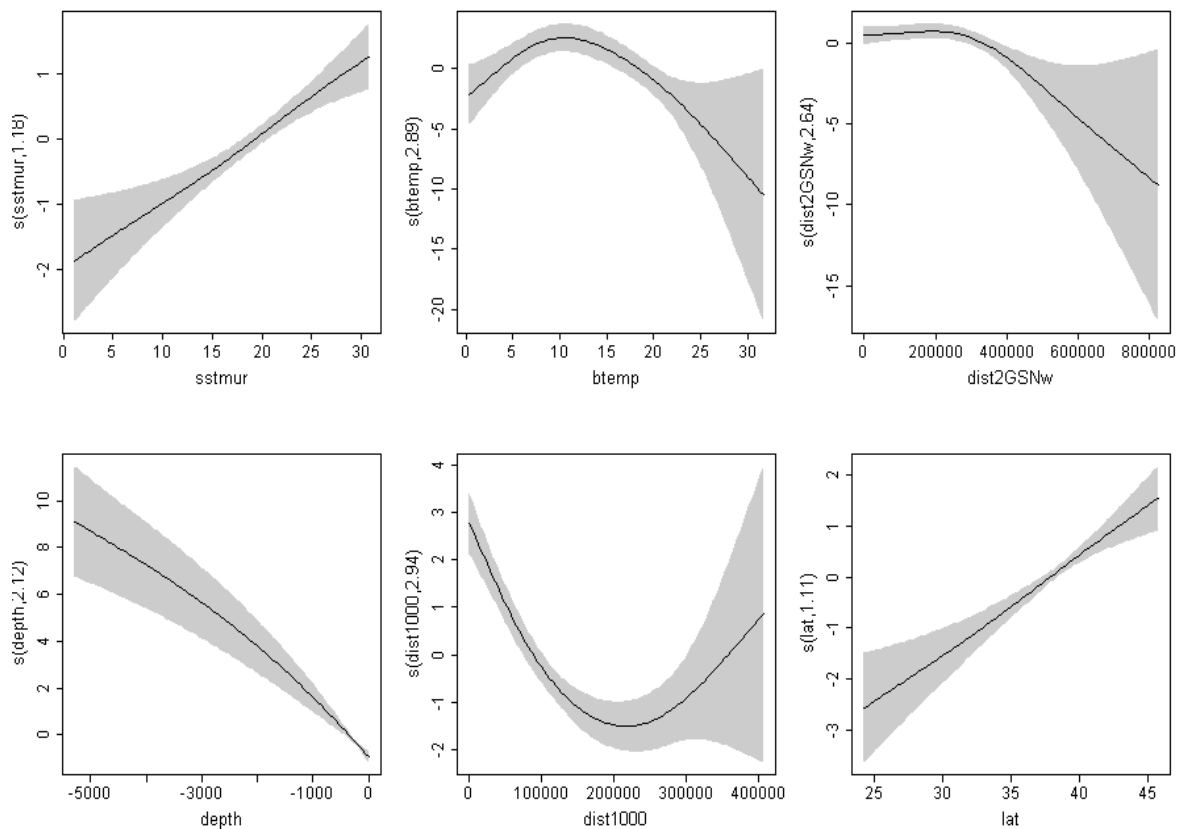 s(sstmur,1.18)
-2 -1 0 1
0 5 10 15 20 25 30
sstmur
s(btemp,2.89)
-20 -15 -10 -5 0
0 5 10 15 20 25 30
btemp
s(dist2GSNw,2.64)
-15 -10 -5 0
0 200000 400000 600000 800000
dist2GSNw
s(depth,2.12)
0 2 4 6 8 10
-5000 -3000 -1000 0
depth
s(dist1000,2.94)
-2 -1 0 1 2 3 4
0 100000 200000 300000 400000
dist1000
s(lat,1.11)
-3 -2 -1 0 1 2
25 30 35 40 45
lat